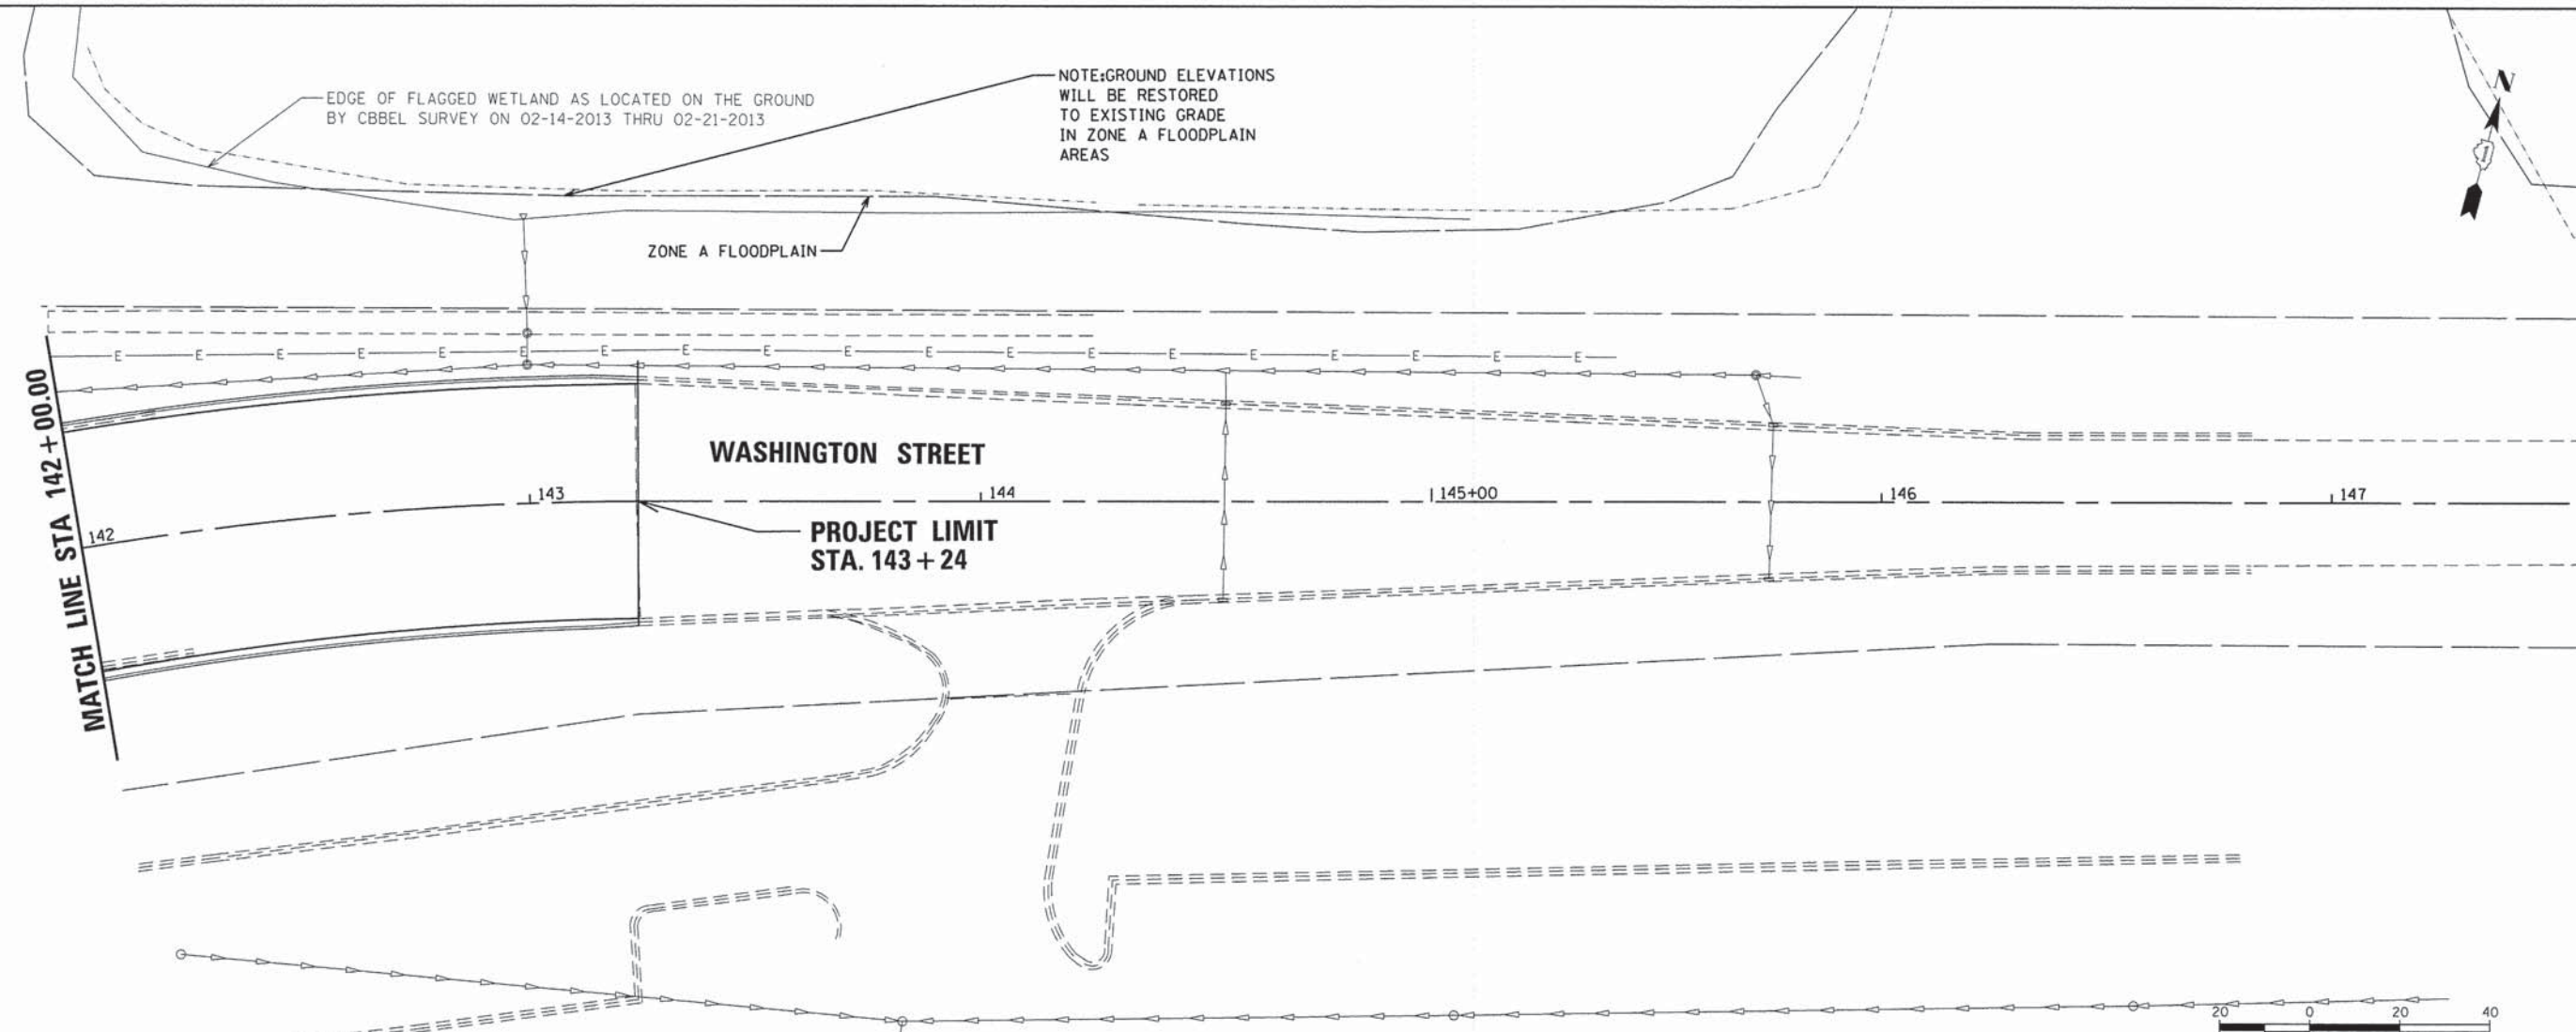 NOTE:GROUND ELEVATIONS
WILL BE RESTORED
TO EXISTING GRADE
IN ZONE A FLOODPLAIN
AREAS
EDGE OF FLAGGED WETLAND AS LOCATED ON THE GROUND
BY CBBEL SURVEY ON 02-14-2013 THRU 02-21-2013
N
ZONE A FLOODPLAIN
E E E E E E E E E E E E E E E E E E E
MATCH LINE STA 142+00.00
WASHINGTON STREET
142
143
144
145+00
146
147
PROJECT LIMIT
STA. 143+24
20 0 20 40